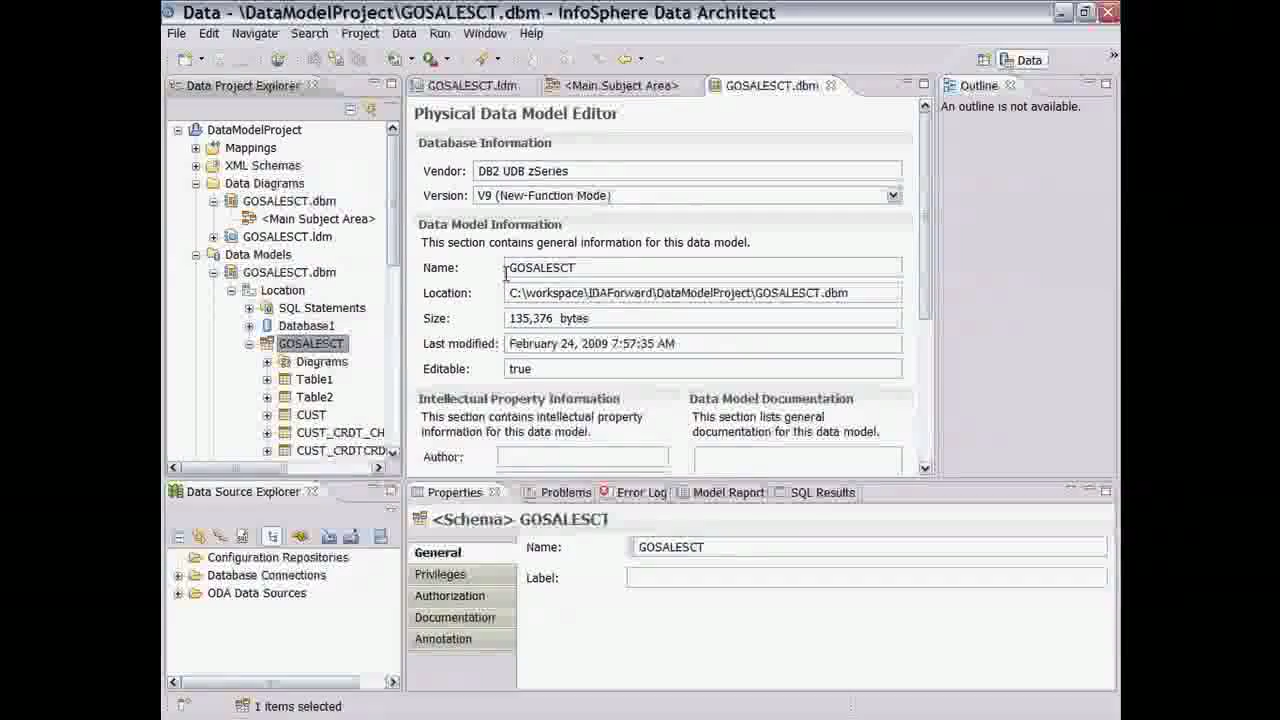 Data - \DataModelProject\GOSALESCT.dbm - InfoSphere Data Architect
File Edit Navigate Search Project Data Run Window Help
Data
Data Project Explorer
DataModelProject
Mappings
XML Schemas
Data Diagrams
GOSALESCT.dbm
<Main Subject Area>
GOSALESCT.ldm
Data Models
GOSALESCT.dbm
Location
SQL Statements
Database1
GOSALESCT
Diagrams
Table1
Table2
CUST
CUST_CRDT_CH
CUST_CRDTCRD
GOSALESCT.ldm <Main Subject Area> GOSALESCT.dbm
Physical Data Model Editor
Database Information
Vendor: DB2 UDB zSeries
Version: V9 (New-Function Mode)
Data Model Information
This section contains general information for this data model.
Name: GOSALESCT
Location: C:\workspace\IDAForward\DataModelProject\GOSALESCT.dbm
Size: 135,376 bytes
Last modified: February 24, 2009 7:57:35 AM
Editable: true
Intellectual Property Information
This section contains intellectual property
information for this data model.
Author:
Data Model Documentation
This section lists general
documentation for this data model.
Outline
An outline is not available.
Data Source Explorer
Configuration Repositories
Database Connections
ODA Data Sources
Properties Problems Error Log Model Report SQL Results
<Schema> GOSALESCT
General
Privileges
Authorization
Documentation
Annotation
Name: GOSALESCT
Label:
1 items selected